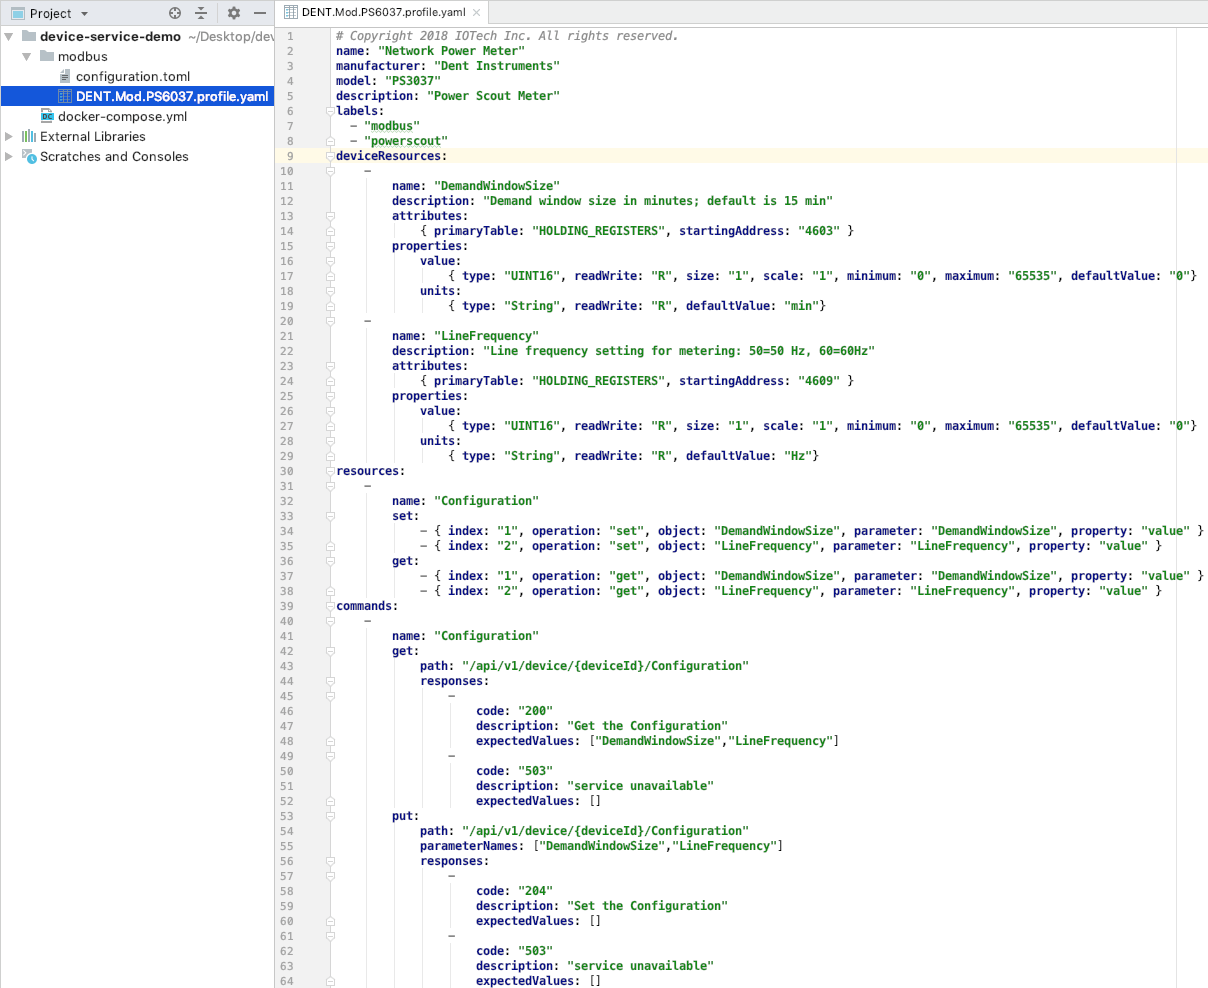 Project
DENT.Mod.PS6037.profile.yaml
device-service-demo ~/Desktop/dev
modbus
configuration.toml
DENT.Mod.PS6037.profile.yaml
DC docker-compose.yml
External Libraries
Scratches and Consoles
1 # Copyright 2018 IOTech Inc. All rights reserved.
2 name: "Network Power Meter"
3 manufacturer: "Dent Instruments"
4 model: "PS3037"
5 description: "Power Scout Meter"
6 labels:
7 - "modbus"
8 - "powerscout"
9 deviceResources:
10 -
11 name: "DemandWindowSize"
12 description: "Demand window size in minutes; default is 15 min"
13 attributes:
14 { primaryTable: "HOLDING_REGISTERS", startingAddress: "4603" }
15 properties:
16 value:
17 { type: "UINT16", readWrite: "R", size: "1", scale: "1", minimum: "0", maximum: "65535", defaultValue: "0"}
18 units:
19 { type: "String", readWrite: "R", defaultValue: "min"}
20 -
21 name: "LineFrequency"
22 description: "Line frequency setting for metering: 50=50 Hz, 60=60Hz"
23 attributes:
24 { primaryTable: "HOLDING_REGISTERS", startingAddress: "4609" }
25 properties:
26 value:
27 { type: "UINT16", readWrite: "R", size: "1", scale: "1", minimum: "0", maximum: "65535", defaultValue: "0"}
28 units:
29 { type: "String", readWrite: "R", defaultValue: "Hz"}
30 resources:
31 -
32 name: "Configuration"
33 set:
34 - { index: "1", operation: "set", object: "DemandWindowSize", parameter: "DemandWindowSize", property: "value" }
35 - { index: "2", operation: "set", object: "LineFrequency", parameter: "LineFrequency", property: "value" }
36 get:
37 - { index: "1", operation: "get", object: "DemandWindowSize", parameter: "DemandWindowSize", property: "value" }
38 - { index: "2", operation: "get", object: "LineFrequency", parameter: "LineFrequency", property: "value" }
39 commands:
40 -
41 name: "Configuration"
42 get:
43 path: "/api/v1/device/{deviceId}/Configuration"
44 responses:
45 -
46 code: "200"
47 description: "Get the Configuration"
48 expectedValues: ["DemandWindowSize","LineFrequency"]
49 -
50 code: "503"
51 description: "service unavailable"
52 expectedValues: []
53 put:
54 path: "/api/v1/device/{deviceId}/Configuration"
55 parameterNames: ["DemandWindowSize","LineFrequency"]
56 responses:
57 -
58 code: "204"
59 description: "Set the Configuration"
60 expectedValues: []
61 -
62 code: "503"
63 description: "service unavailable"
64 expectedValues: []